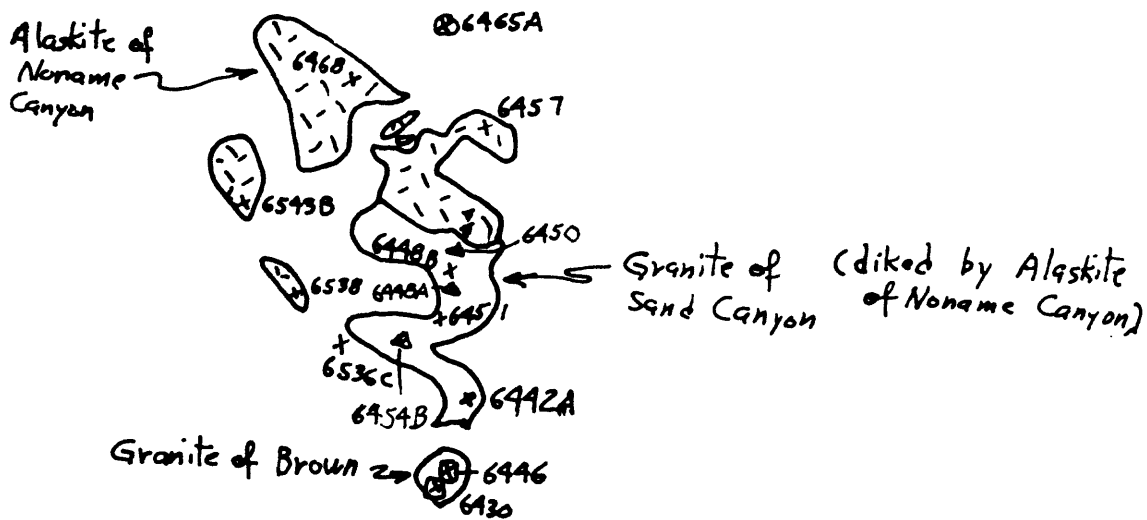 Alaskite of
Noname
Canyon
6465A
6468
6457
6543B
6450
6448B
6538
6448A
6451
Granite of (diked by Alaskite
Sand Canyon of Noname Canyon)
6536C
6454B
6442A
Granite of Brown
6446
6430